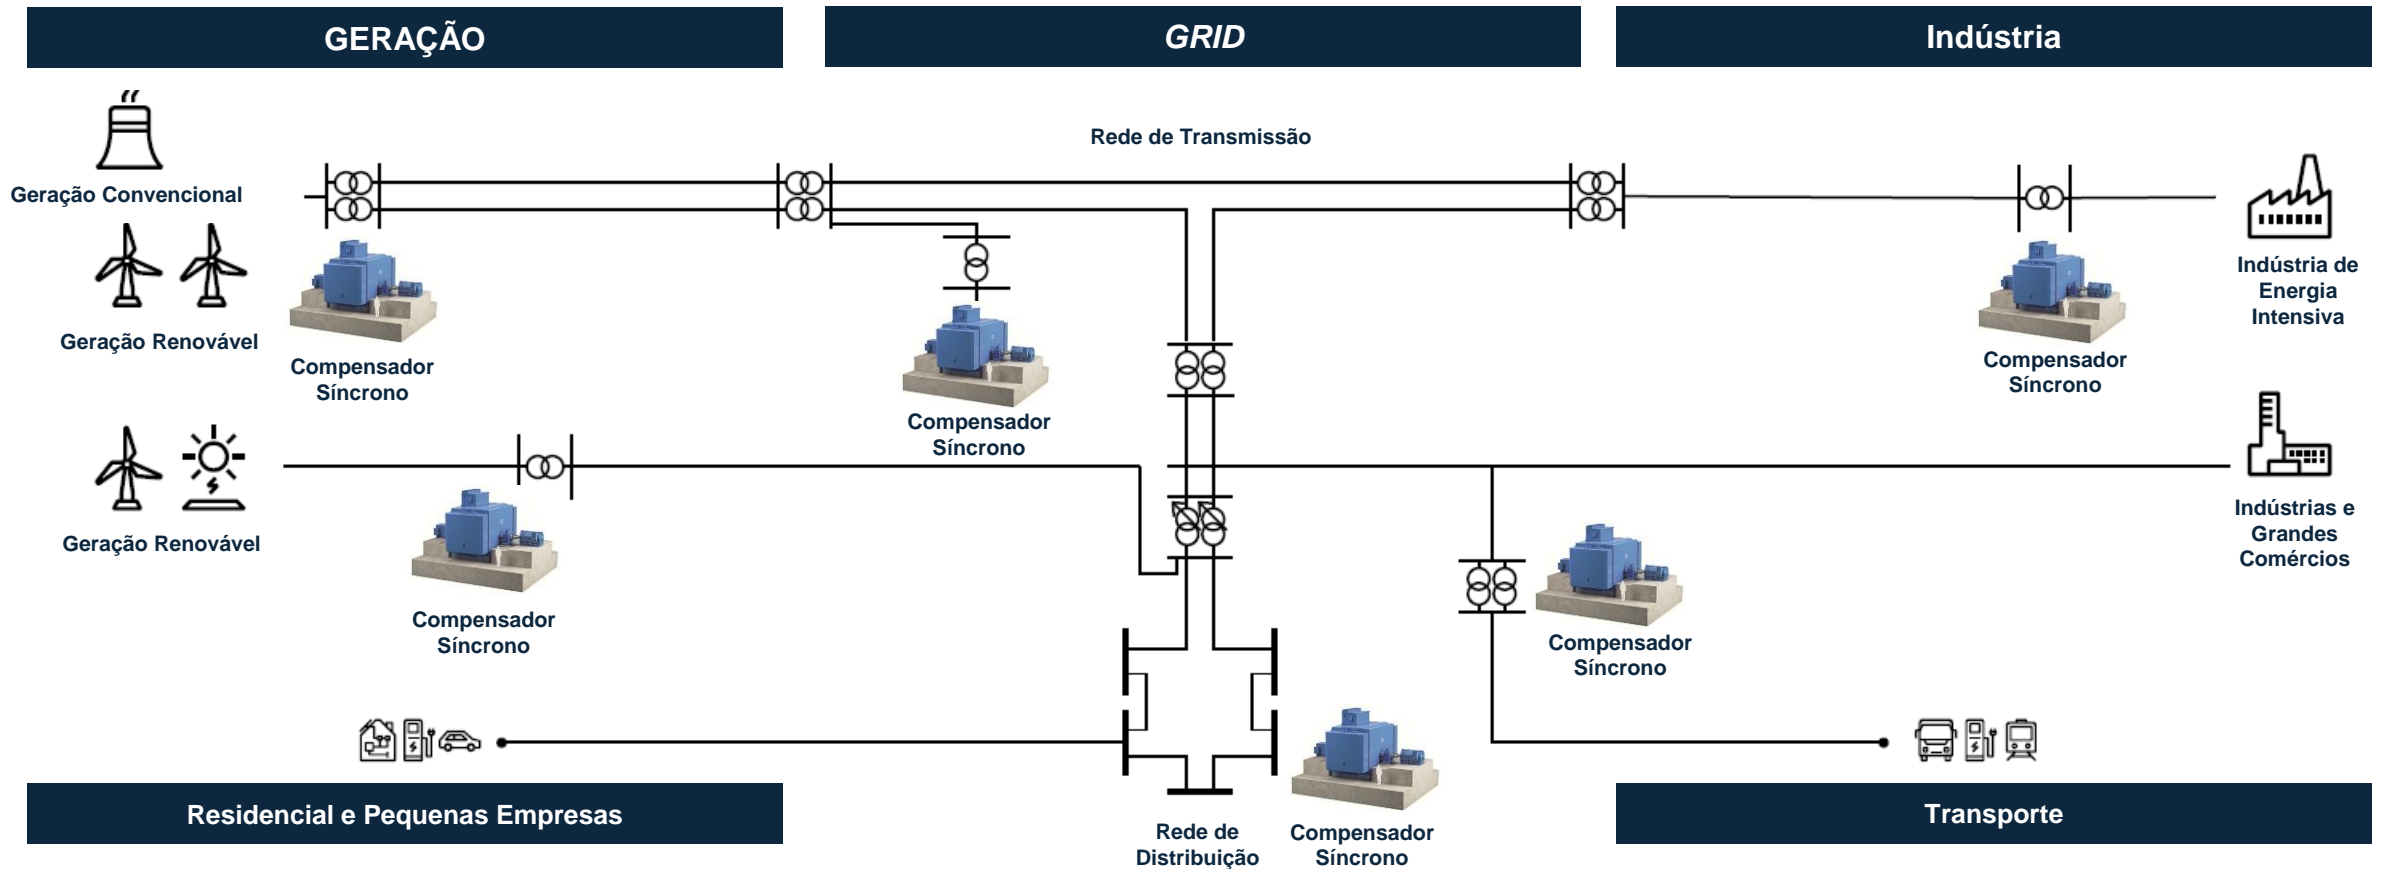 GERAÇÃO
GRID
Indústria
Rede de Transmissão
Geração Convencional
Geração Renovável
Compensador
Síncrono
Compensador
Síncrono
Compensador
Síncrono
Indústria de
Energia
Intensiva
Geração Renovável
Compensador
Síncrono
Compensador
Síncrono
Indústrias e
Grandes
Comércios
Residencial e Pequenas Empresas
Rede de
Distribuição
Compensador
Síncrono
Transporte